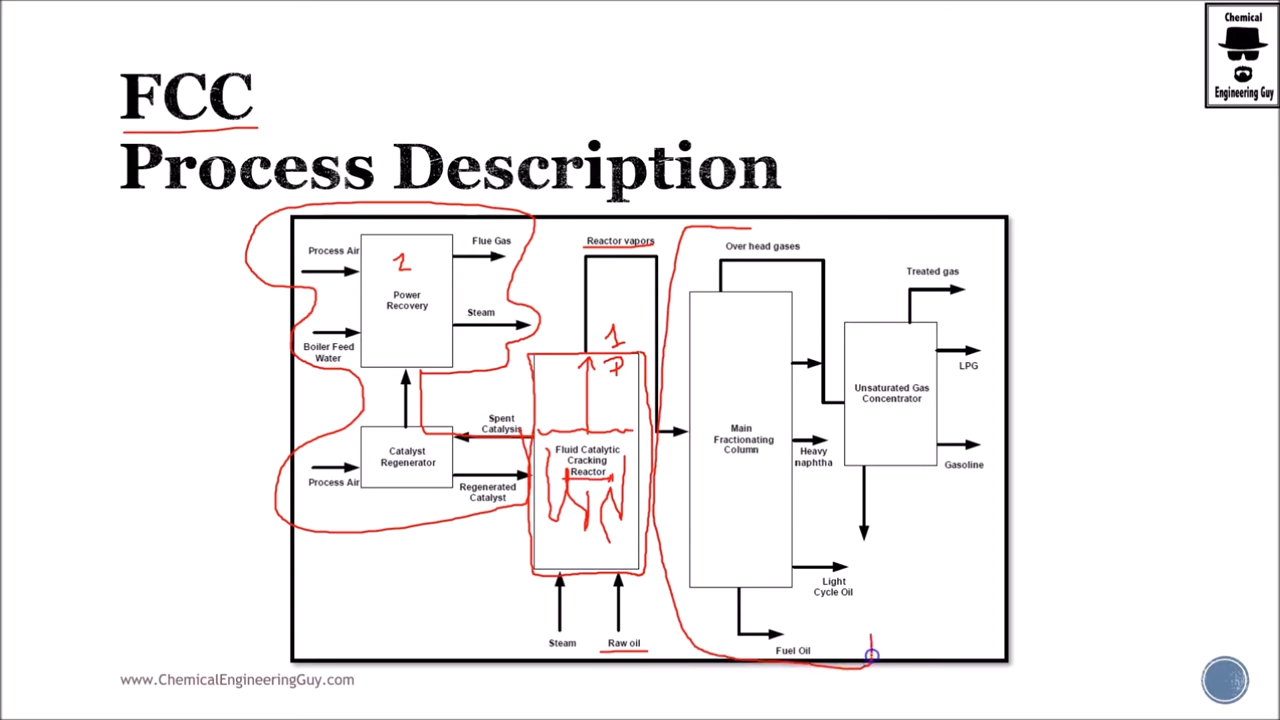 Chemical
Engineering Guy
FCC
Process Description
Process Air
Flue Gas
Power
Recovery
Steam
Boiler Feed
Water
Spent
Catalysis
Catalyst
Regenerator
Process Air
Regenerated
Catalyst
Reactor vapors
1
Fluid Catalytic
Cracking
Reactor
Steam
Raw oil
Over head gases
Main
Fractionating
Column
Heavy
naphtha
Light
Cycle Oil
Fuel Oil
Treated gas
Unsaturated Gas
Concentrator
LPG
Gasoline
www.ChemicalEngineeringGuy.com